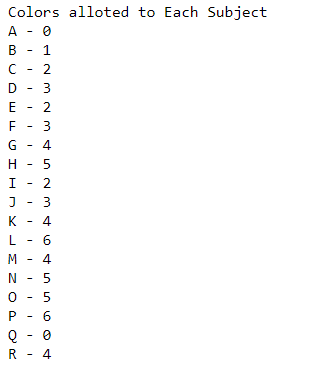 Colors alloted to Each Subject
A - 0
B - 1
C - 2
D - 3
E - 2
F - 3
G - 4
H - 5
I - 2
J - 3
K - 4
L - 6
M - 4
N - 5
O - 5
P - 6
Q - 0
R - 4